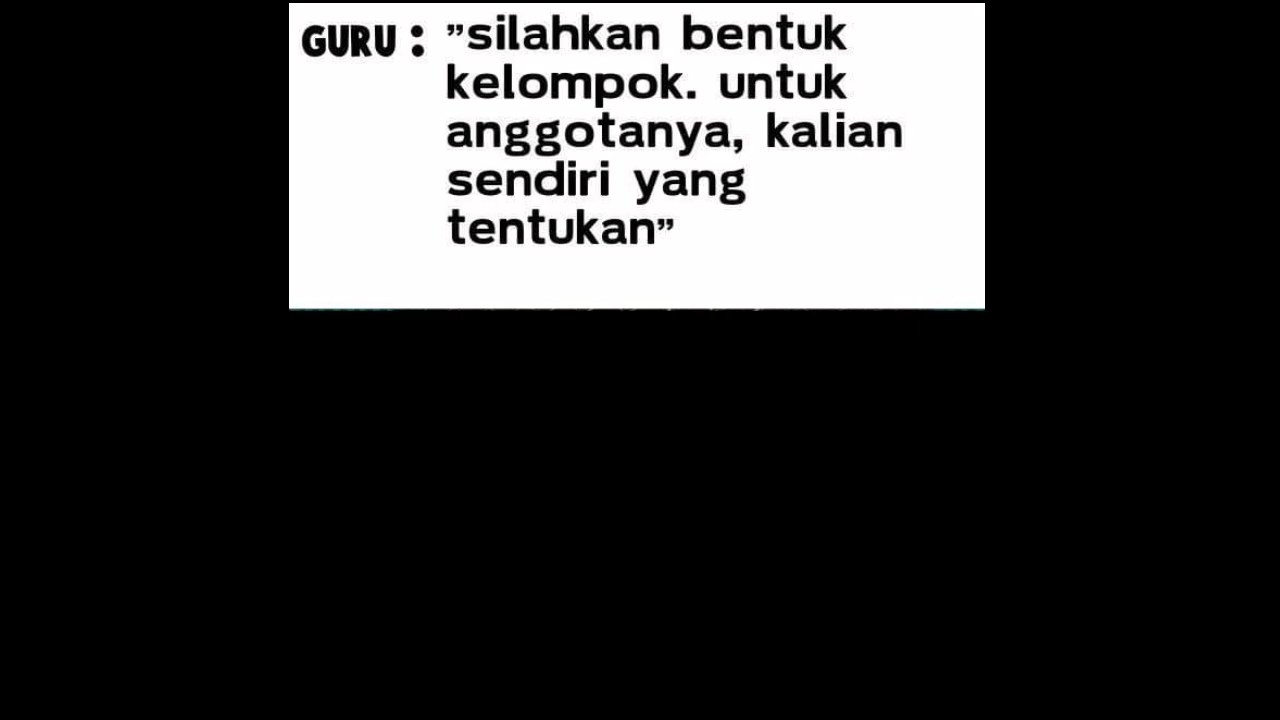 GURU : ”silahkan bentuk
kelompok. untuk
anggotanya, kalian
sendiri yang
tentukan”